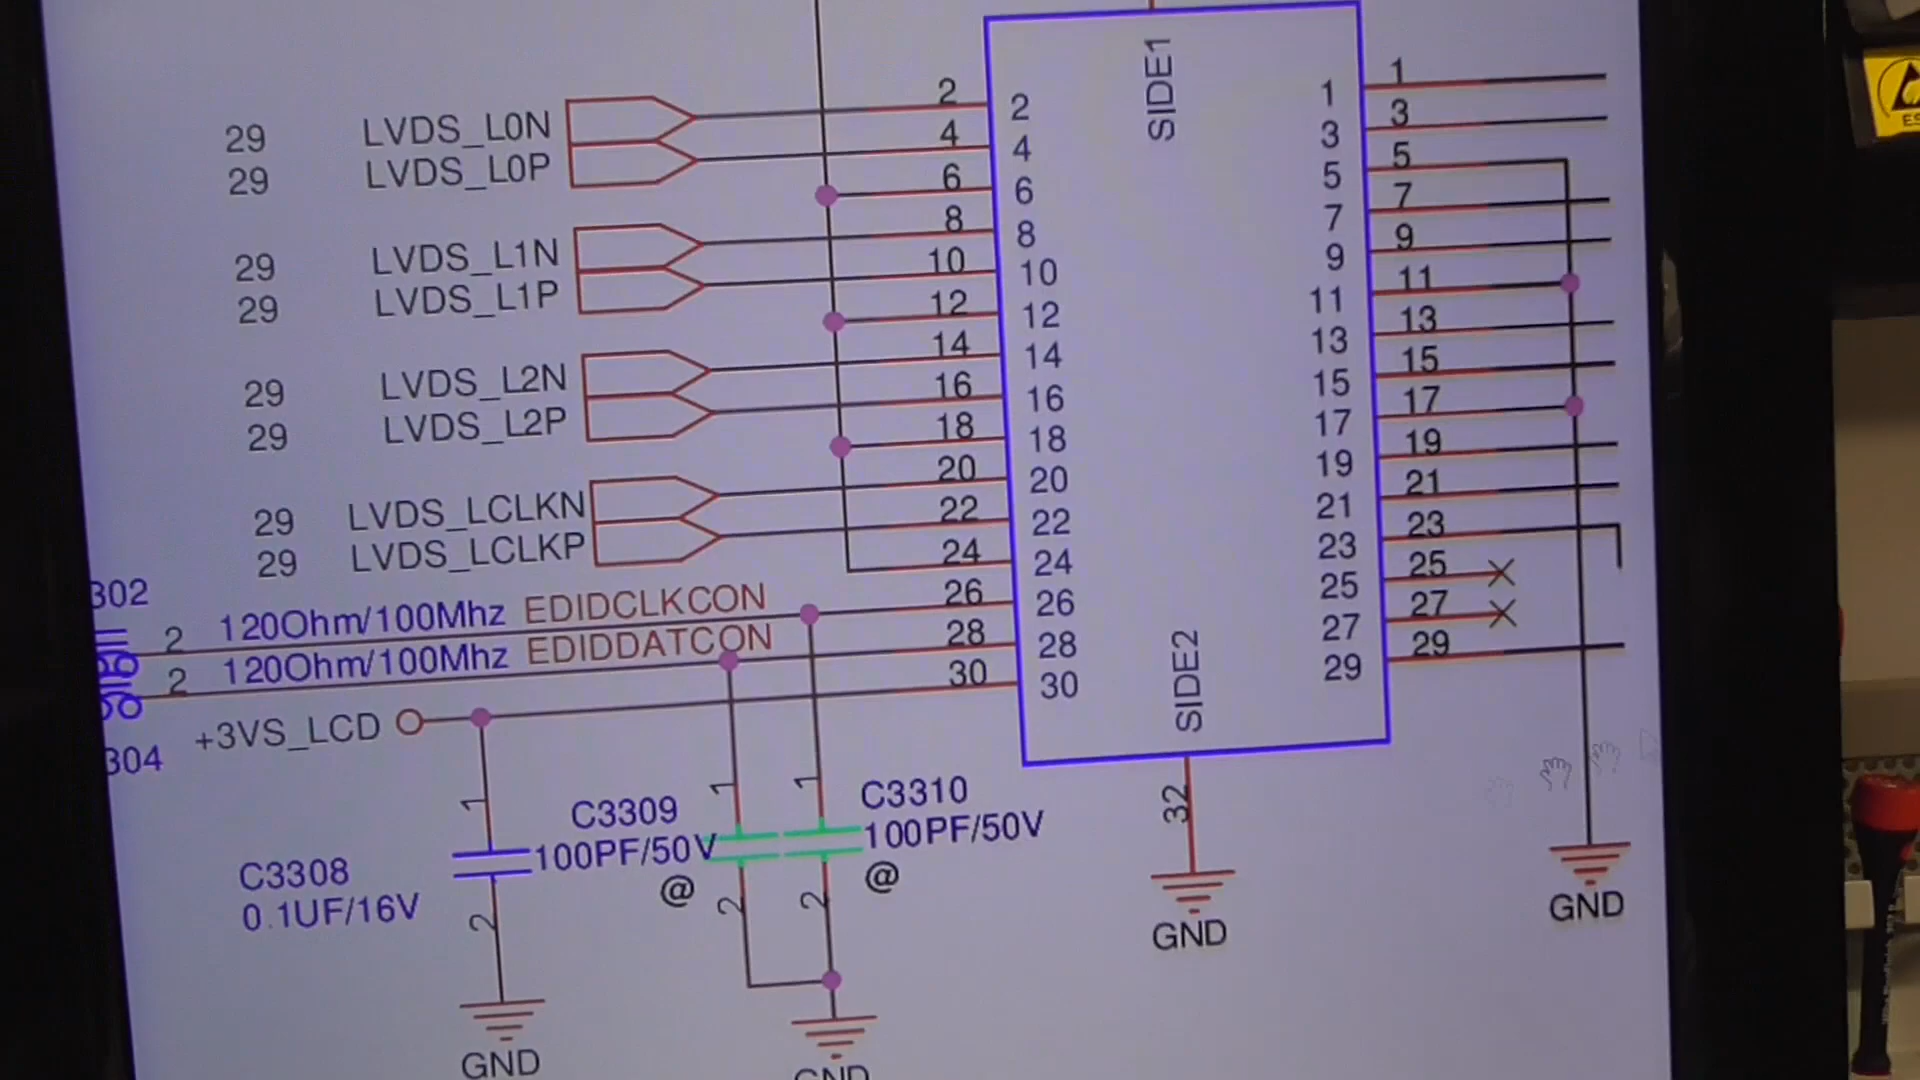 SIDE1
29 LVDS_L0N 2 2
29 LVDS_L0P 4 4
6 6
29 LVDS_L1N 8 8
29 LVDS_L1P 10 10
12 12
29 LVDS_L2N 14 14
29 LVDS_L2P 16 16
18 18
29 LVDS_LCLKN 20 20
29 LVDS_LCLKP 22 22
24 24
302
2 120Ohm/100Mhz EDIDCLKCON 26 26
2 120Ohm/100Mhz EDIDDATCON 28 28
+3VS_LCD 30 30
304
1 1
3 3
5 5
7 7
9 9
11 11
13 13
15 15
17 17
19 19
21 21
23 23
25 25
27 27
29 29
SIDE2
32
GND
GND
1
C3308
0.1UF/16V
2
GND
C3309
100PF/50V
@
1
2
C3310
100PF/50V
@
1
2
GND